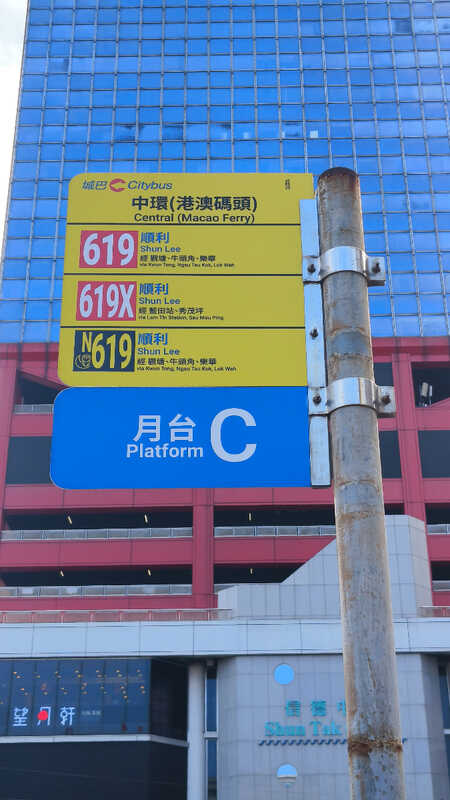 城巴 Citybus
中環(港澳碼頭)
Central (Macao Ferry)
619 順利
Shun Lee
經 觀塘、牛頭角、樂華
via Kwun Tong, Ngau Tau Kok, Lok Wah
619X 順利
Shun Lee
經 藍田站、秀茂坪
via Lam Tin Station, Sau Mau Ping
N619 順利
Shun Lee
經 觀塘、牛頭角、樂華
via Kwun Tong, Ngau Tau Kok, Lok Wah
月台
Platform C
望月軒
信德中
Shun Tak